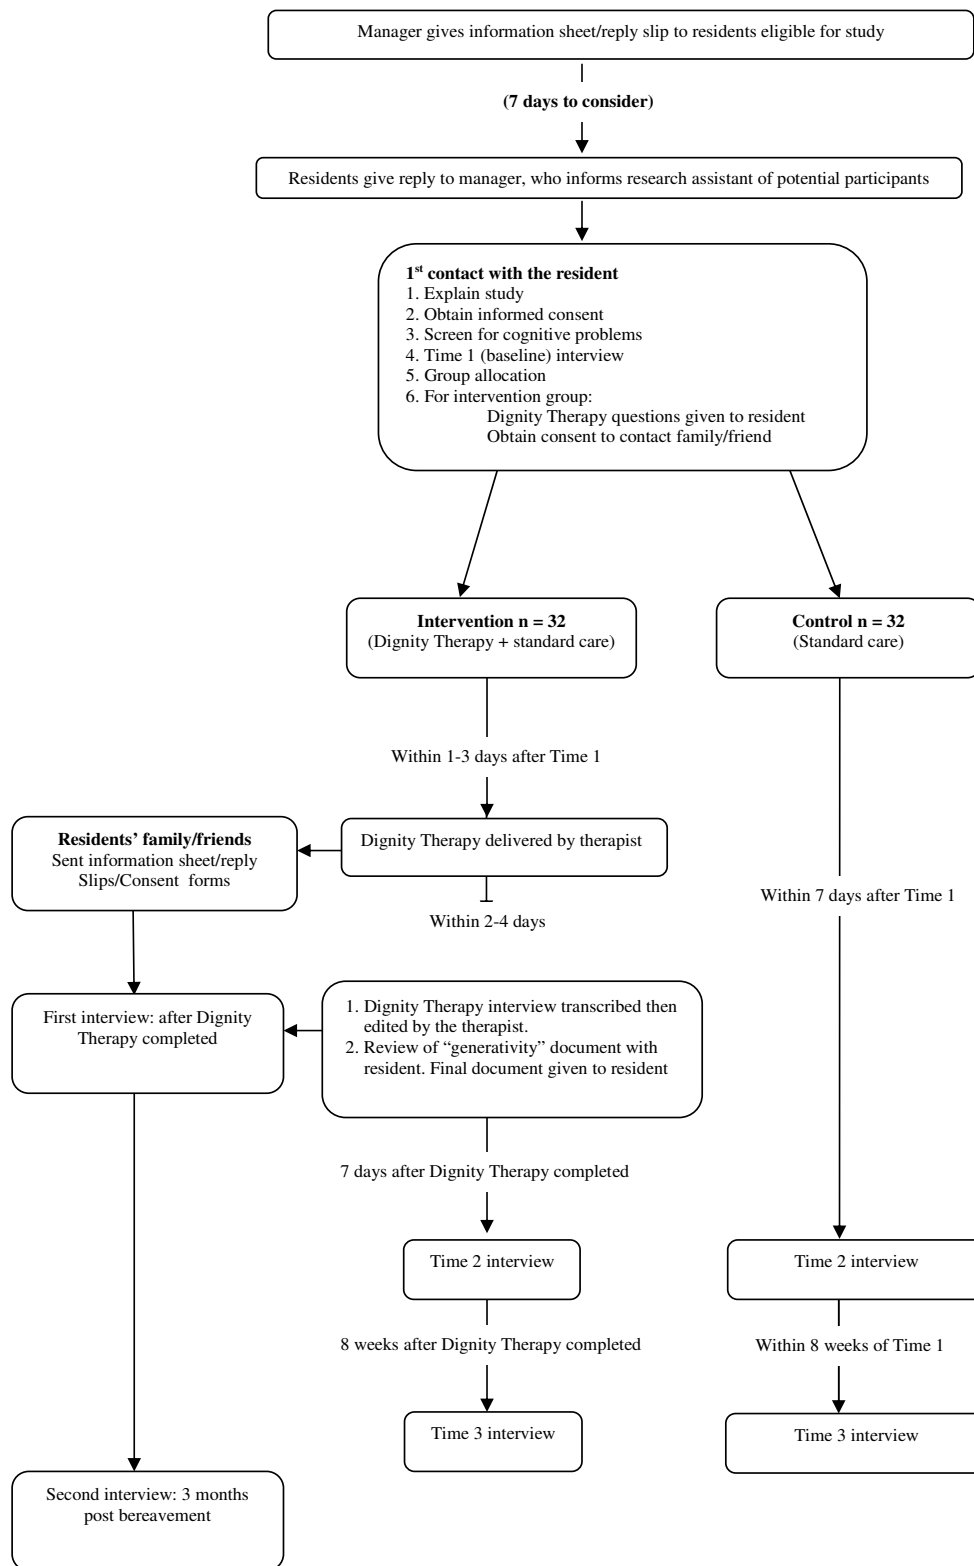 Manager gives information sheet/reply slip to residents eligible for study
(7 days to consider)
Residents give reply to manager, who informs research assistant of potential participants
1st contact with the resident
1. Explain study
2. Obtain informed consent
3. Screen for cognitive problems
4. Time 1 (baseline) interview
5. Group allocation
6. For intervention group:
Dignity Therapy questions given to resident
Obtain consent to contact family/friend
Intervention n = 32
(Dignity Therapy + standard care)
Control n = 32
(Standard care)
Within 1-3 days after Time 1
Residents’ family/friends
Sent information sheet/reply
Slips/Consent forms
Dignity Therapy delivered by therapist
Within 7 days after Time 1
Within 2-4 days
First interview: after Dignity
Therapy completed
1. Dignity Therapy interview transcribed then
edited by the therapist.
2. Review of “generativity” document with
resident. Final document given to resident
7 days after Dignity Therapy completed
Time 2 interview
Time 2 interview
8 weeks after Dignity Therapy completed
Within 8 weeks of Time 1
Time 3 interview
Time 3 interview
Second interview: 3 months
post bereavement